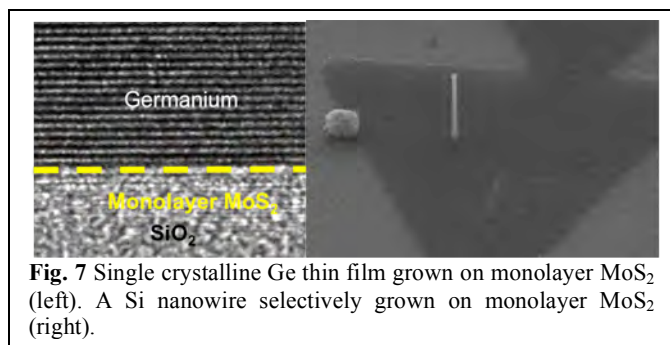 Germanium
Monolayer MoS₂
SiO₂
Fig. 7 Single crystalline Ge thin film grown on monolayer MoS₂
(left). A Si nanowire selectively grown on monolayer MoS₂
(right).